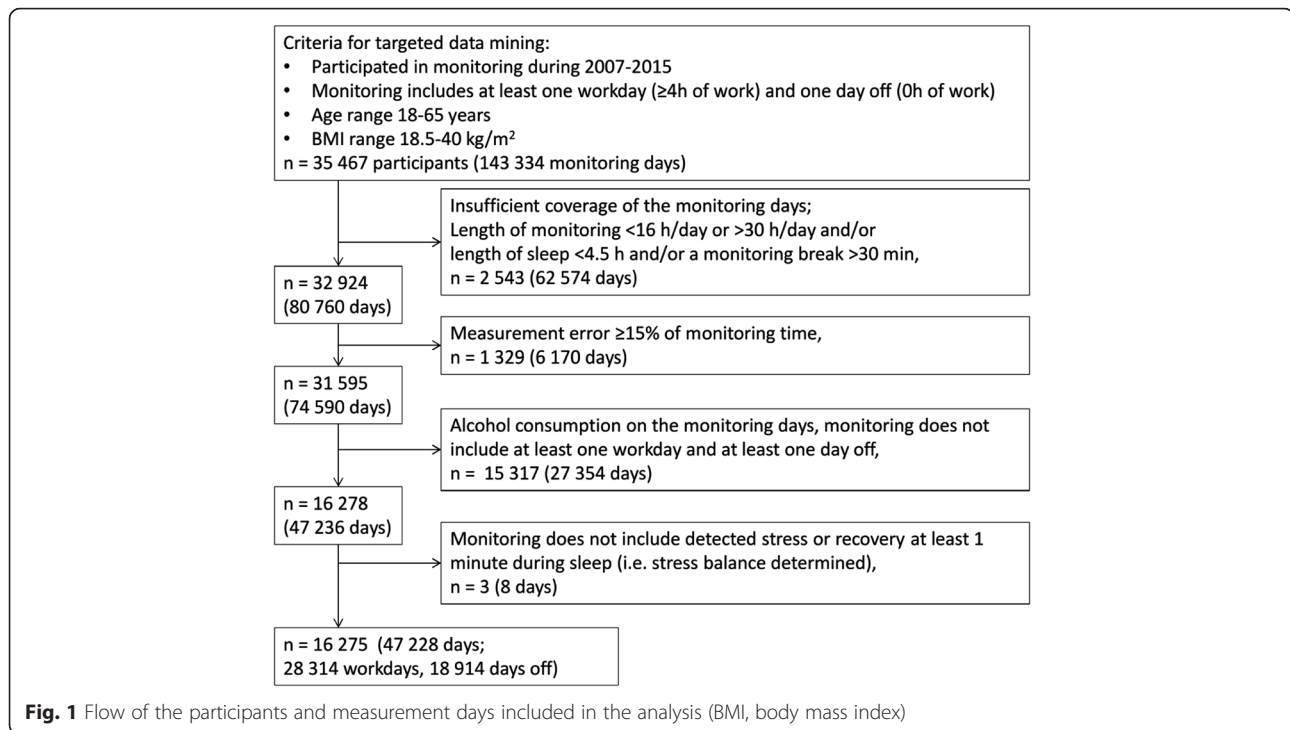 Criteria for targeted data mining:
• Participated in monitoring during 2007-2015
• Monitoring includes at least one workday (≥4h of work) and one day off (0h of work)
• Age range 18-65 years
• BMI range 18.5-40 kg/m²
n = 35 467 participants (143 334 monitoring days)
Insufficient coverage of the monitoring days;
Length of monitoring <16 h/day or >30 h/day and/or
length of sleep <4.5 h and/or a monitoring break >30 min,
n = 2 543 (62 574 days)
n = 32 924
(80 760 days)
Measurement error ≥15% of monitoring time,
n = 1 329 (6 170 days)
n = 31 595
(74 590 days)
Alcohol consumption on the monitoring days, monitoring does not
include at least one workday and at least one day off,
n = 15 317 (27 354 days)
n = 16 278
(47 236 days)
Monitoring does not include detected stress or recovery at least 1
minute during sleep (i.e. stress balance determined),
n = 3 (8 days)
n = 16 275 (47 228 days;
28 314 workdays, 18 914 days off)
Fig. 1 Flow of the participants and measurement days included in the analysis (BMI, body mass index)